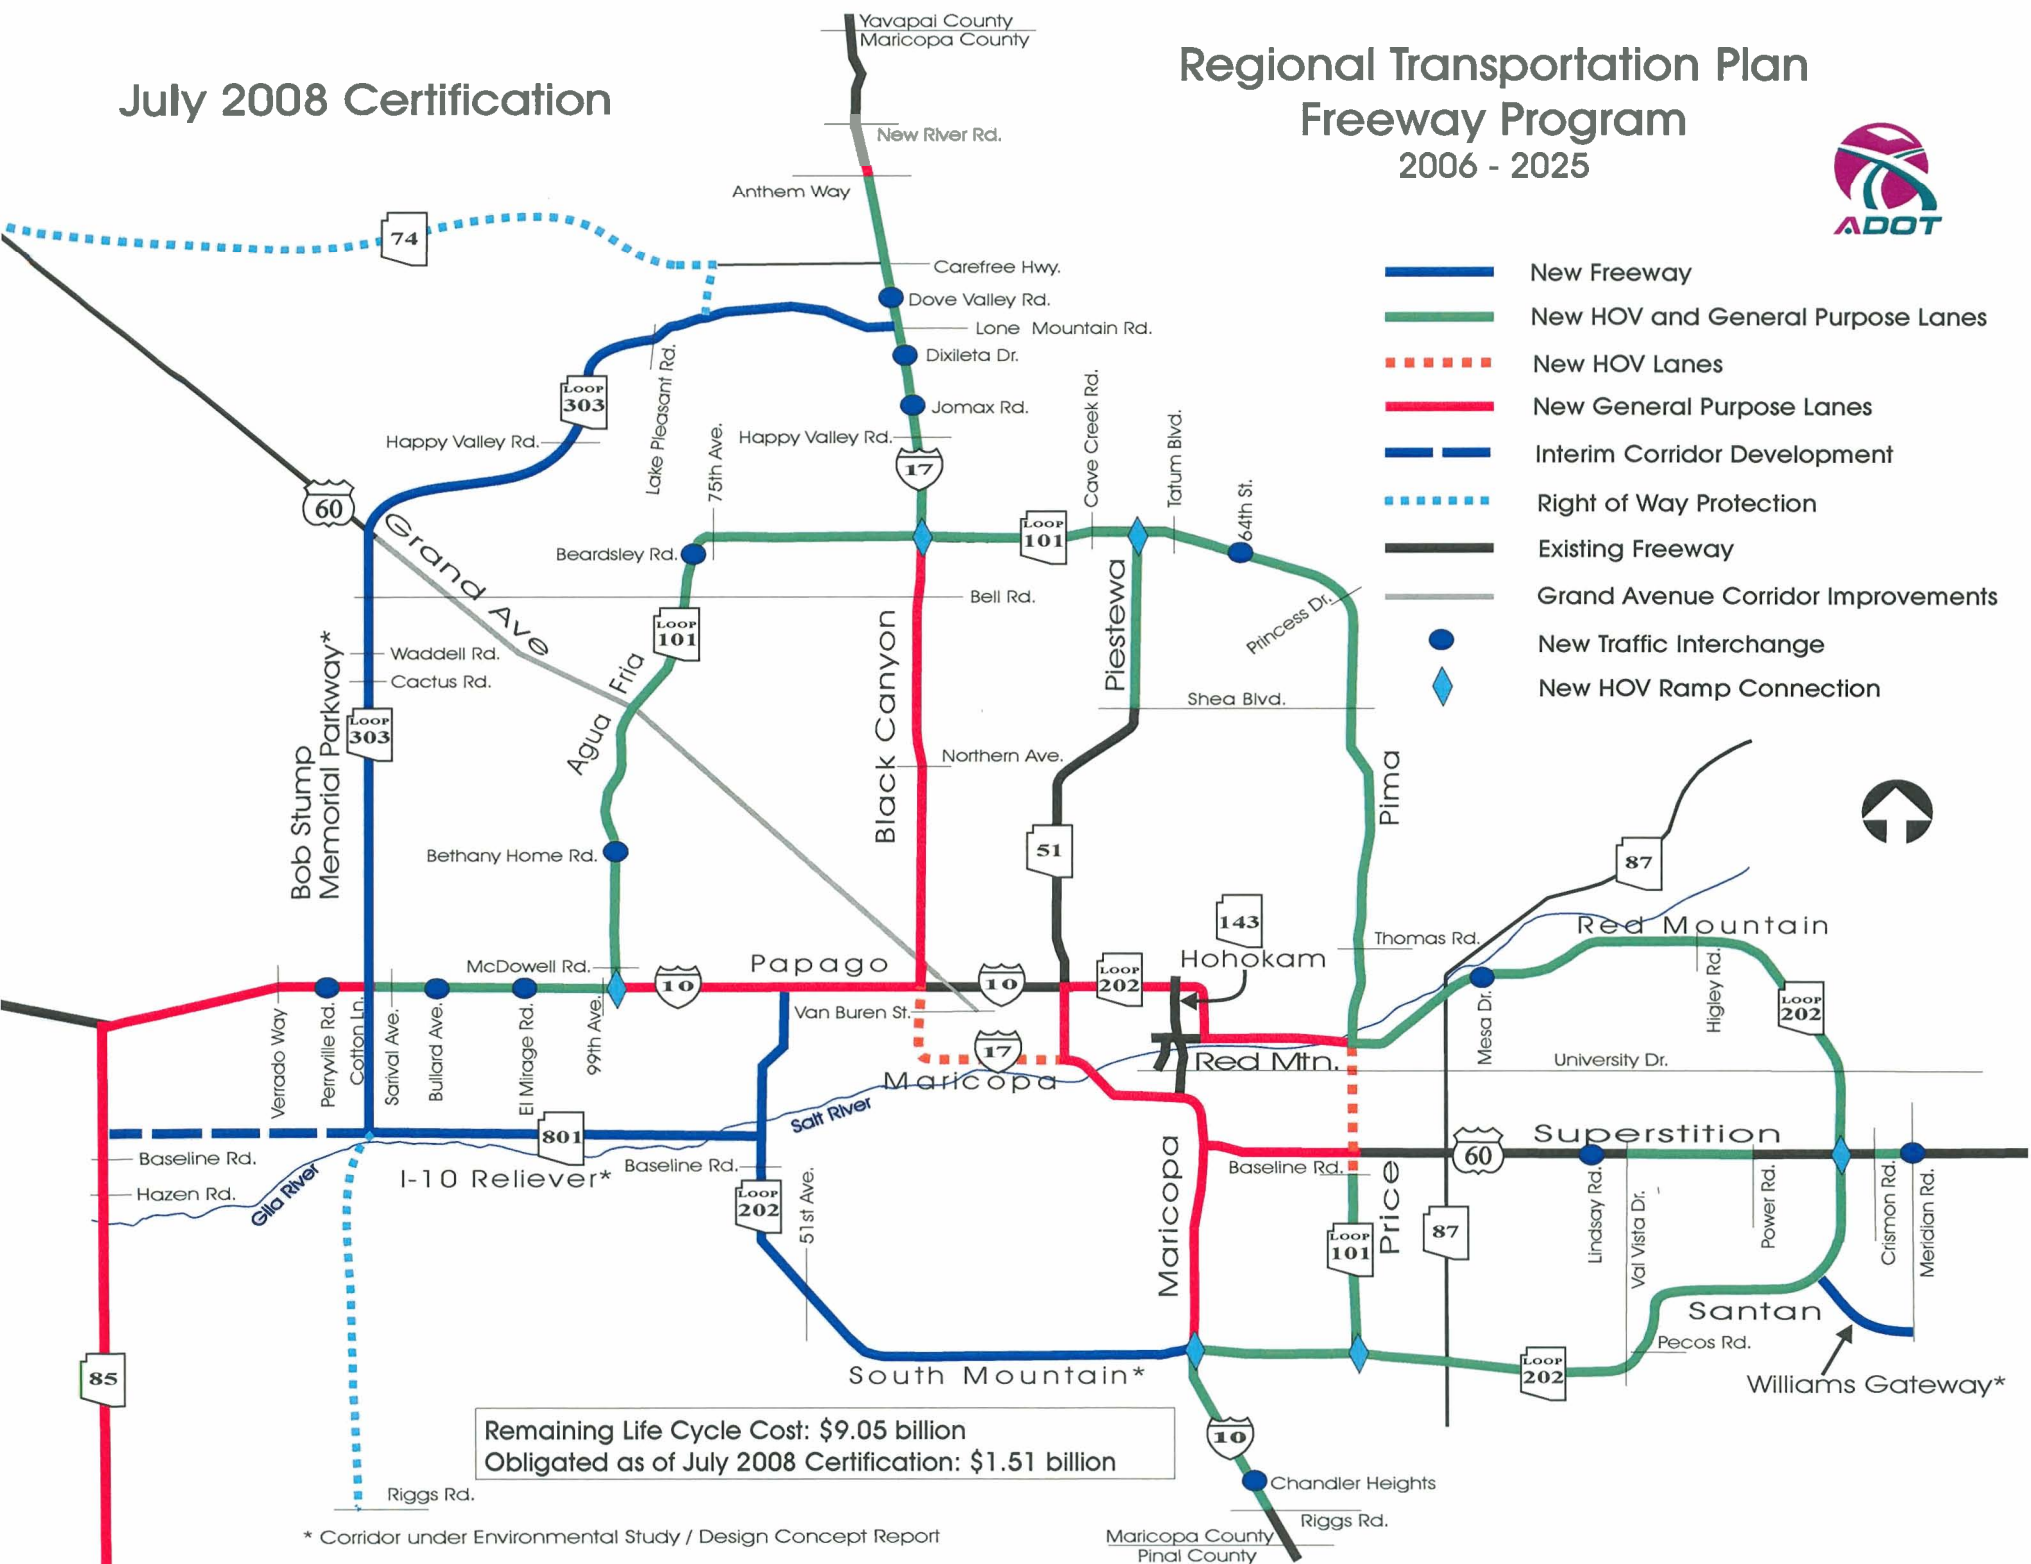 Yavapai County
Maricopa County
Regional Transportation Plan
Freeway Program
2006 - 2025
July 2008 Certification
New River Rd.
Anthem Way
ADOT
74
Carefree Hwy.
Dove Valley Rd.
Lone Mountain Rd.
Dixileta Dr.
Jomax Rd.
Happy Valley Rd.
17
New Freeway
New HOV and General Purpose Lanes
New HOV Lanes
New General Purpose Lanes
Interim Corridor Development
Right of Way Protection
Existing Freeway
Grand Avenue Corridor Improvements
New Traffic Interchange
New HOV Ramp Connection
Lake Pleasant Rd.
LOOP
303
Happy Valley Rd.
75th Ave.
Cave Creek Rd.
Tatum Blvd.
64th St.
60
Grand Ave
Beardsley Rd.
LOOP
101
Bell Rd.
Princess Dr.
Piestewa
LOOP
101
Agua Fria
Black Canyon
Bob Stump
Memorial Parkway*
Waddell Rd.
Cactus Rd.
LOOP
303
Shea Blvd.
Northern Ave.
Pima
51
Bethany Home Rd.
87
143
Hohokam
Thomas Rd.
Red Mountain
Higley Rd.
McDowell Rd.
Papago
10
10
LOOP
202
LOOP
202
Van Buren St.
Verrado Way
Perryville Rd.
Cotton Ln.
Sarival Ave.
Bullard Ave.
El Mirage Rd.
99th Ave.
17
Maricopa
Red Mtn.
Mesa Dr.
University Dr.
Salt River
801
I-10 Reliever*
Baseline Rd.
Hazen Rd.
Gila River
Baseline Rd.
LOOP
202
51st Ave.
Maricopa
Baseline Rd.
Price
LOOP
101
60
Superstition
87
Lindsay Rd.
Val Vista Dr.
Power Rd.
Crismon Rd.
Meridian Rd.
Santan
Pecos Rd.
LOOP
202
Williams Gateway*
South Mountain*
85
Remaining Life Cycle Cost: $9.05 billion
Obligated as of July 2008 Certification: $1.51 billion
10
Chandler Heights
Riggs Rd.
Riggs Rd.
* Corridor under Environmental Study / Design Concept Report
Maricopa County
Pinal County